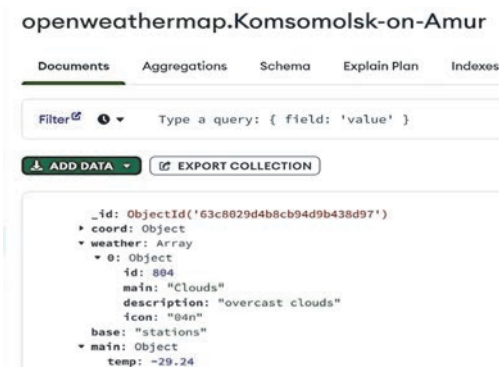 openweathermap.Komsomolsk-on-Amur
Documents Aggregations Schema Explain Plan Indexes
Filter Type a query: { field: 'value' }
ADD DATA EXPORT COLLECTION
_id: ObjectId('63c8029d4b8cb94d9b438d97')
coord: Object
weather: Array
0: Object
id: 804
main: "Clouds"
description: "overcast clouds"
icon: "04n"
base: "stations"
main: Object
temp: -29.24